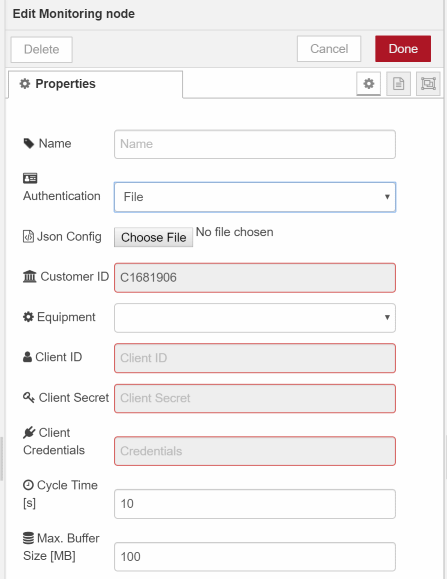 Edit Monitoring node
Delete
Cancel
Done
Properties
Name
Name
Authentication
File
Json Config
Choose File
No file chosen
Customer ID
C1681906
Equipment
Client ID
Client ID
Client Secret
Client Secret
Client
Credentials
Credentials
Cycle Time
[s]
10
Max. Buffer
Size [MB]
100